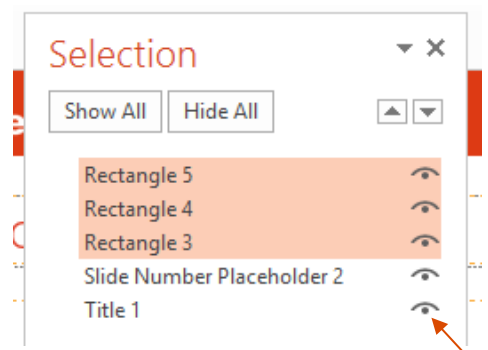 Selection
Show All Hide All
Rectangle 5
Rectangle 4
Rectangle 3
Slide Number Placeholder 2
Title 1